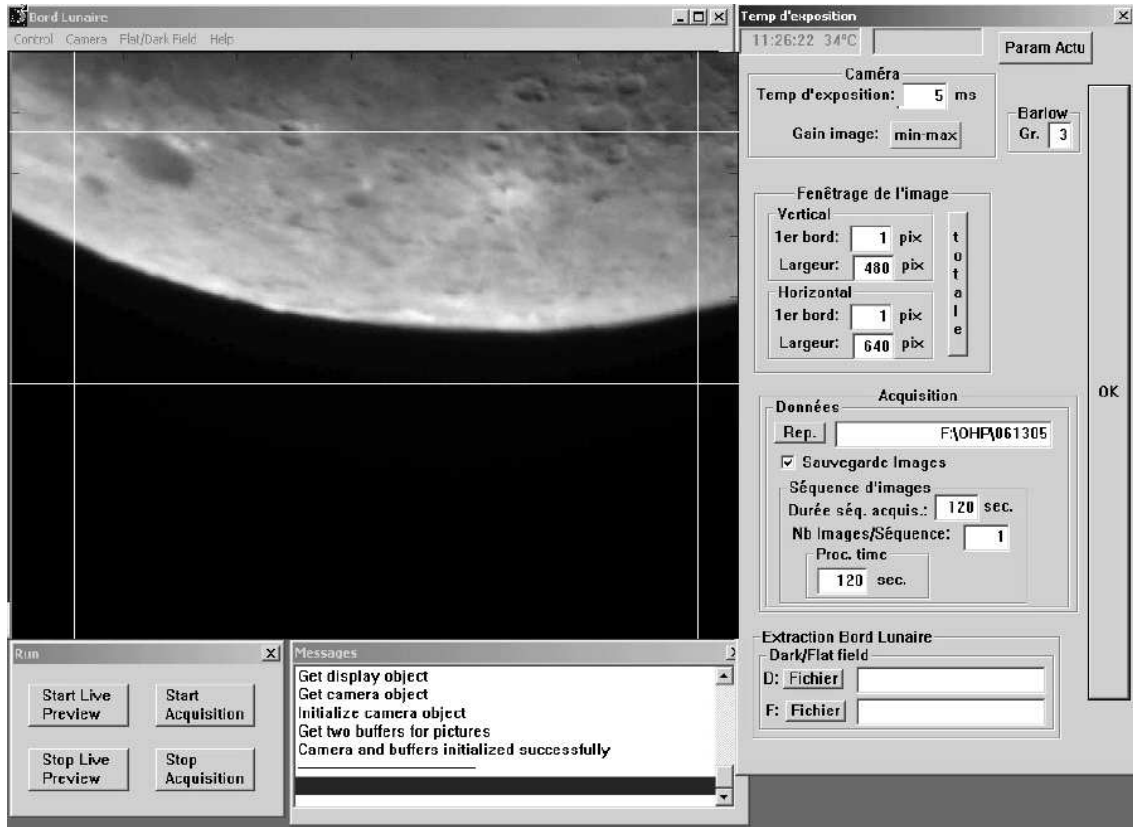 Bord Lunaire
Control Camera Flat/Dark Field Help
Temp d'exposition
11:26:22 34°C
Param Actu
Caméra
Temp d'exposition: 5 ms
Gain image: min-max
Barlow
Gr. 3
Fenêtrage de l'image
Vertical
1er bord: 1 pix
Largeur: 480 pix
Horizontal
1er bord: 1 pix
Largeur: 640 pix
totale
OK
Acquisition
Données
Rep. F:\OHP\061305
Sauvegarde Images
Séquence d'images
Durée séq. acquis.: 120 sec.
Nb Images/Séquence: 1
Proc. time
120 sec.
Extraction Bord Lunaire
Dark/Flat field
D: Fichier
F: Fichier
Run
Start Live Preview
Start Acquisition
Stop Live Preview
Stop Acquisition
Messages
Get display object
Get camera object
Initialize camera object
Get two buffers for pictures
Camera and buffers initialized successfully